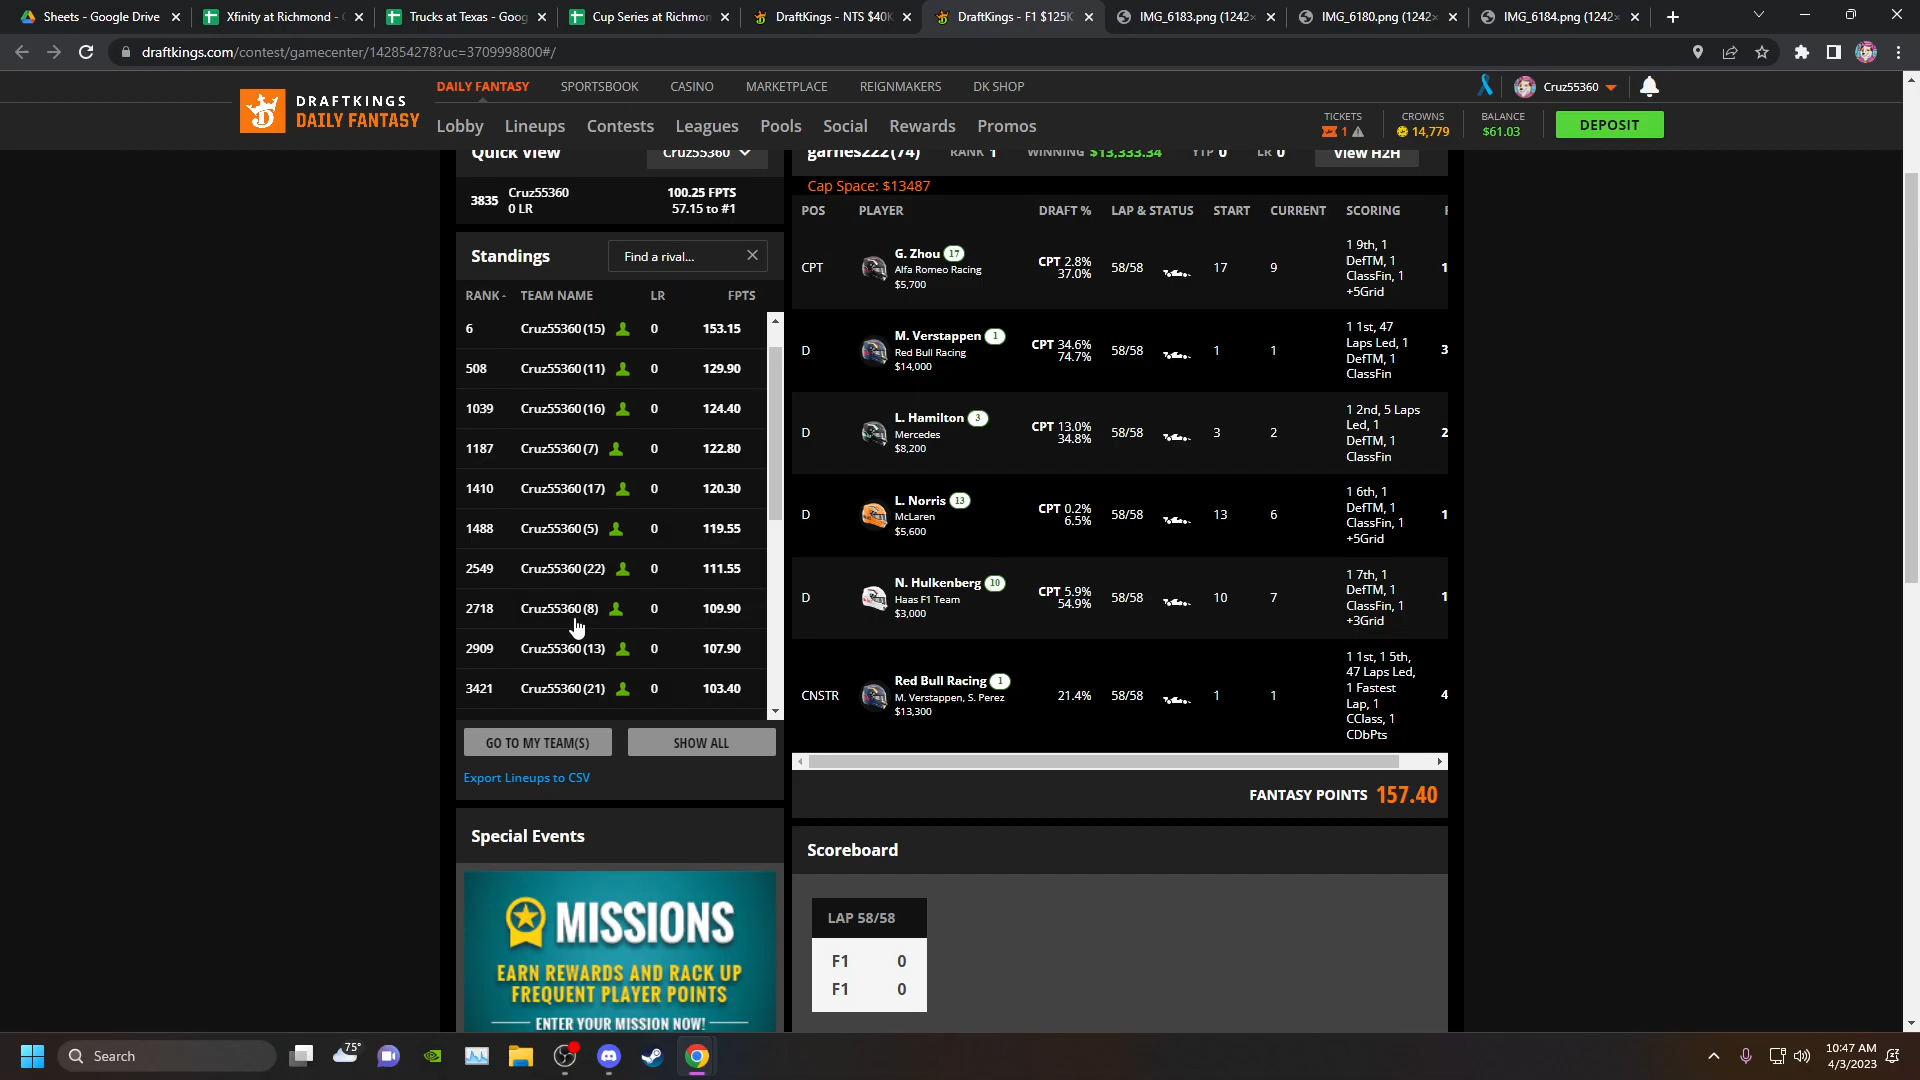 Sheets - Google Drive
Xfinity at Richmond -
Trucks at Texas - Goog
Cup Series at Richmon
DraftKings - NTS $40K
DraftKings - F1 $125K
IMG_6183.png (1242×
IMG_6180.png (1242×
IMG_6184.png (1242×
draftkings.com/contest/gamecenter/142854278?uc=3709998800#/
DRAFTKINGS
DAILY FANTASY
DAILY FANTASY SPORTSBOOK CASINO MARKETPLACE REIGNMAKERS DK SHOP
Cruz55360
Lobby Lineups Contests Leagues Pools Social Rewards Promos
TICKETS
1
CROWNS
14,779
BALANCE
$61.03
DEPOSIT
Quick View
Cruz55360
3835 Cruz55360 100.25 FPTS
0 LR 57.15 to #1
Standings
Find a rival...
RANK TEAM NAME LR FPTS
6 Cruz55360 (15) 0 153.15
508 Cruz55360 (11) 0 129.90
1039 Cruz55360 (16) 0 124.40
1187 Cruz55360 (7) 0 122.80
1410 Cruz55360 (17) 0 120.30
1488 Cruz55360 (5) 0 119.55
2549 Cruz55360 (22) 0 111.55
2718 Cruz55360 (8) 0 109.90
2909 Cruz55360 (13) 0 107.90
3421 Cruz55360 (21) 0 103.40
GO TO MY TEAM(S)
SHOW ALL
Export Lineups to CSV
Special Events
MISSIONS
EARN REWARDS AND RACK UP
FREQUENT PLAYER POINTS
ENTER YOUR MISSION NOW!
garnes222 (74) RANK 1 WINNING $13,333.34 YTP 0 LR 0 View H2H
Cap Space: $13487
POS PLAYER DRAFT % LAP & STATUS START CURRENT SCORING F
CPT
G. Zhou 17
Alfa Romeo Racing
$5,700
CPT 2.8%
37.0%
58/58
17
9
1 9th, 1
DefTM, 1
ClassFin, 1
+5Grid
1
D
M. Verstappen 1
Red Bull Racing
$14,000
CPT 34.6%
74.7%
58/58
1
1
1 1st, 47
Laps Led, 1
DefTM, 1
ClassFin
3
D
L. Hamilton 3
Mercedes
$8,200
CPT 13.0%
34.8%
58/58
3
2
1 2nd, 5 Laps
Led, 1
DefTM, 1
ClassFin
2
D
L. Norris 13
McLaren
$5,600
CPT 0.2%
6.5%
58/58
13
6
1 6th, 1
DefTM, 1
ClassFin, 1
+5Grid
1
D
N. Hulkenberg 10
Haas F1 Team
$3,000
CPT 5.9%
54.9%
58/58
10
7
1 7th, 1
DefTM, 1
ClassFin, 1
+3Grid
1
CNSTR
Red Bull Racing 1
M. Verstappen, S. Perez
$13,300
21.4%
58/58
1
1
1 1st, 1 5th,
47 Laps Led,
1 Fastest
Lap, 1
CClass, 1
CDbPts
4
FANTASY POINTS 157.40
Scoreboard
LAP 58/58
F1 0
F1 0
Search
75°
10:47 AM
4/3/2023